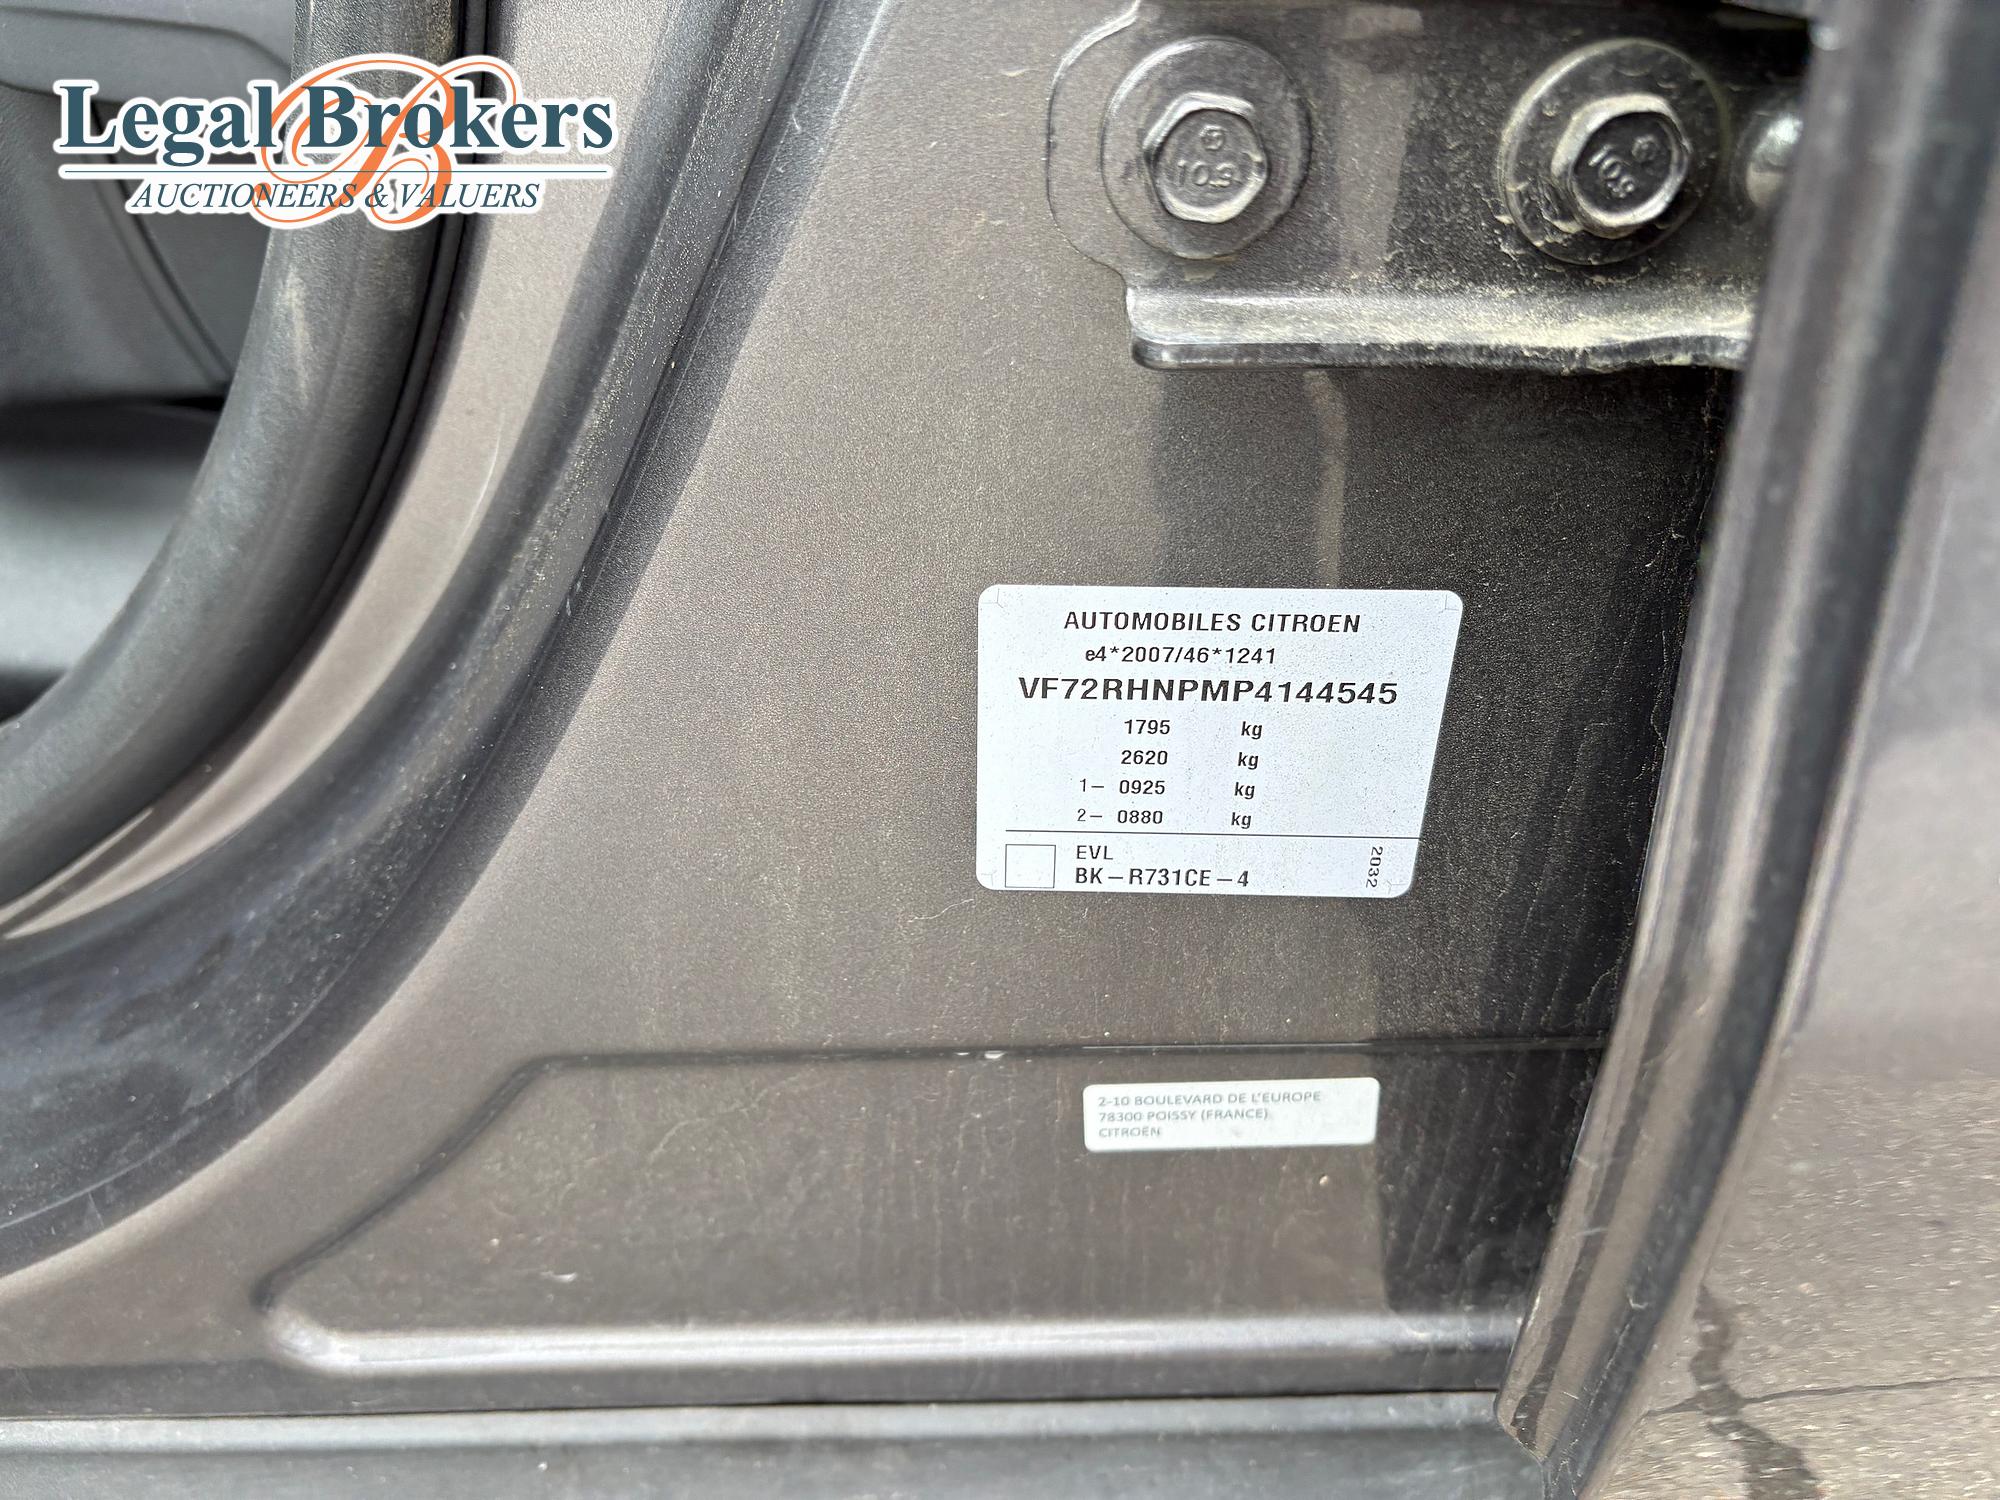 Legal Brokers
AUCTIONEERS & VALUERS
10.9
10.9
AUTOMOBILES CITROEN
e4*2007/46*1241
VF72RHNPMP4144545
1795 kg
2620 kg
1- 0925 kg
2- 0880 kg
EVL
BK-R731CE-4
2032
2-10 BOULEVARD DE L'EUROPE
78300 POISSY (FRANCE)
CITROËN